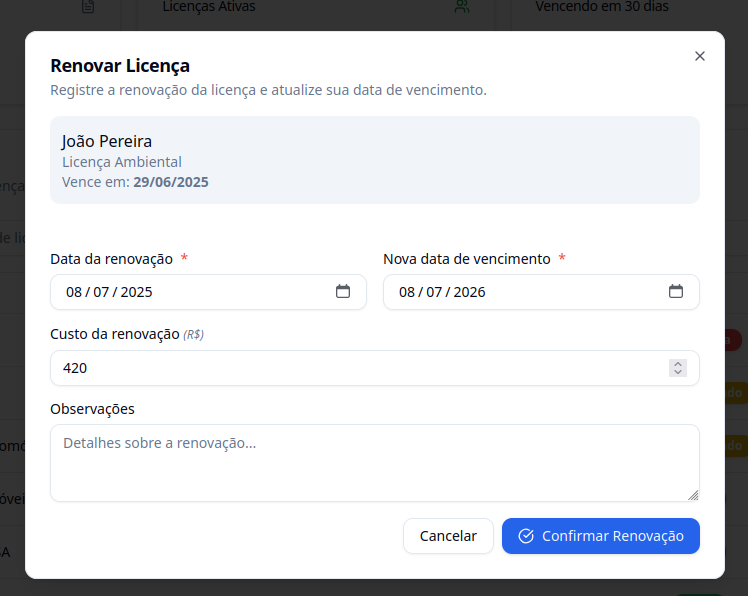 Licenças Ativas
Vencendo em 30 dias
Renovar Licença
Registre a renovação da licença e atualize sua data de vencimento.
João Pereira
Licença Ambiental
Vence em: 29/06/2025
Data da renovação *
Nova data de vencimento *
08 / 07 / 2025
08 / 07 / 2026
Custo da renovação (R$)
420
Observações
Detalhes sobre a renovação...
Cancelar
Confirmar Renovação